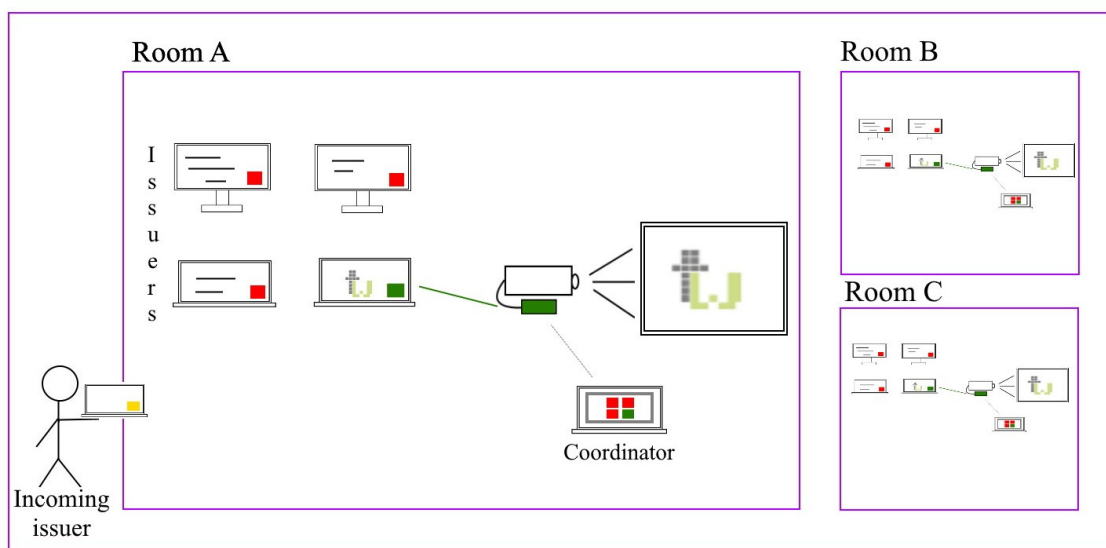 Room A
Room B
Issuers
Room C
Coordinator
Incoming
issuer